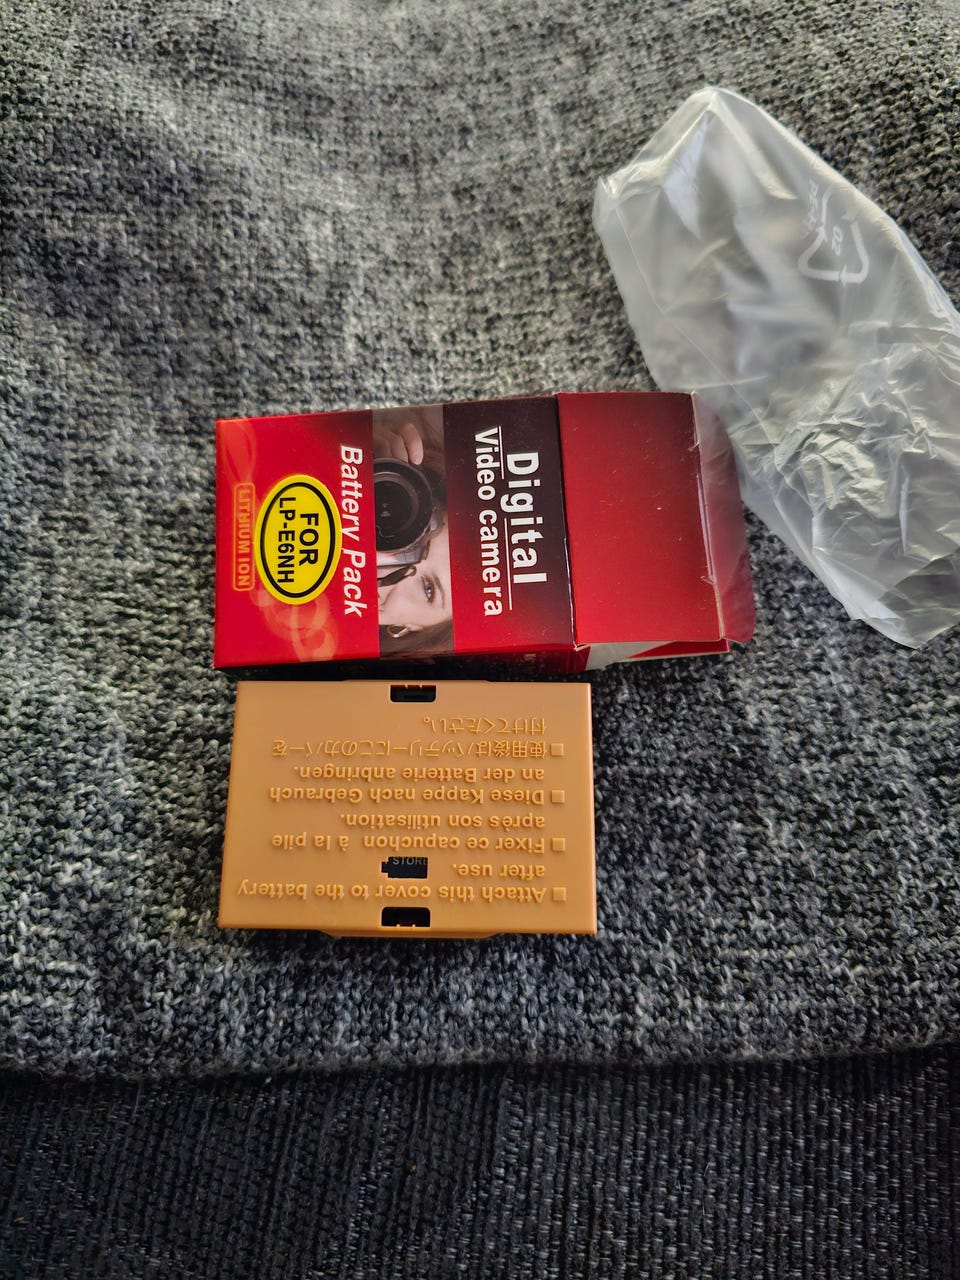 Digital
Video camera
Battery Pack
FOR
LP-E6NH
LITHIUM ION
Attach this cover to the battery
after use.
Fixer ce capuchon à la pile
après son utilisation.
Diese Kappe nach Gebrauch
an der Batterie anbringen.
使用後はバッテリーにこのカバーを
付けてください。
STORE
02